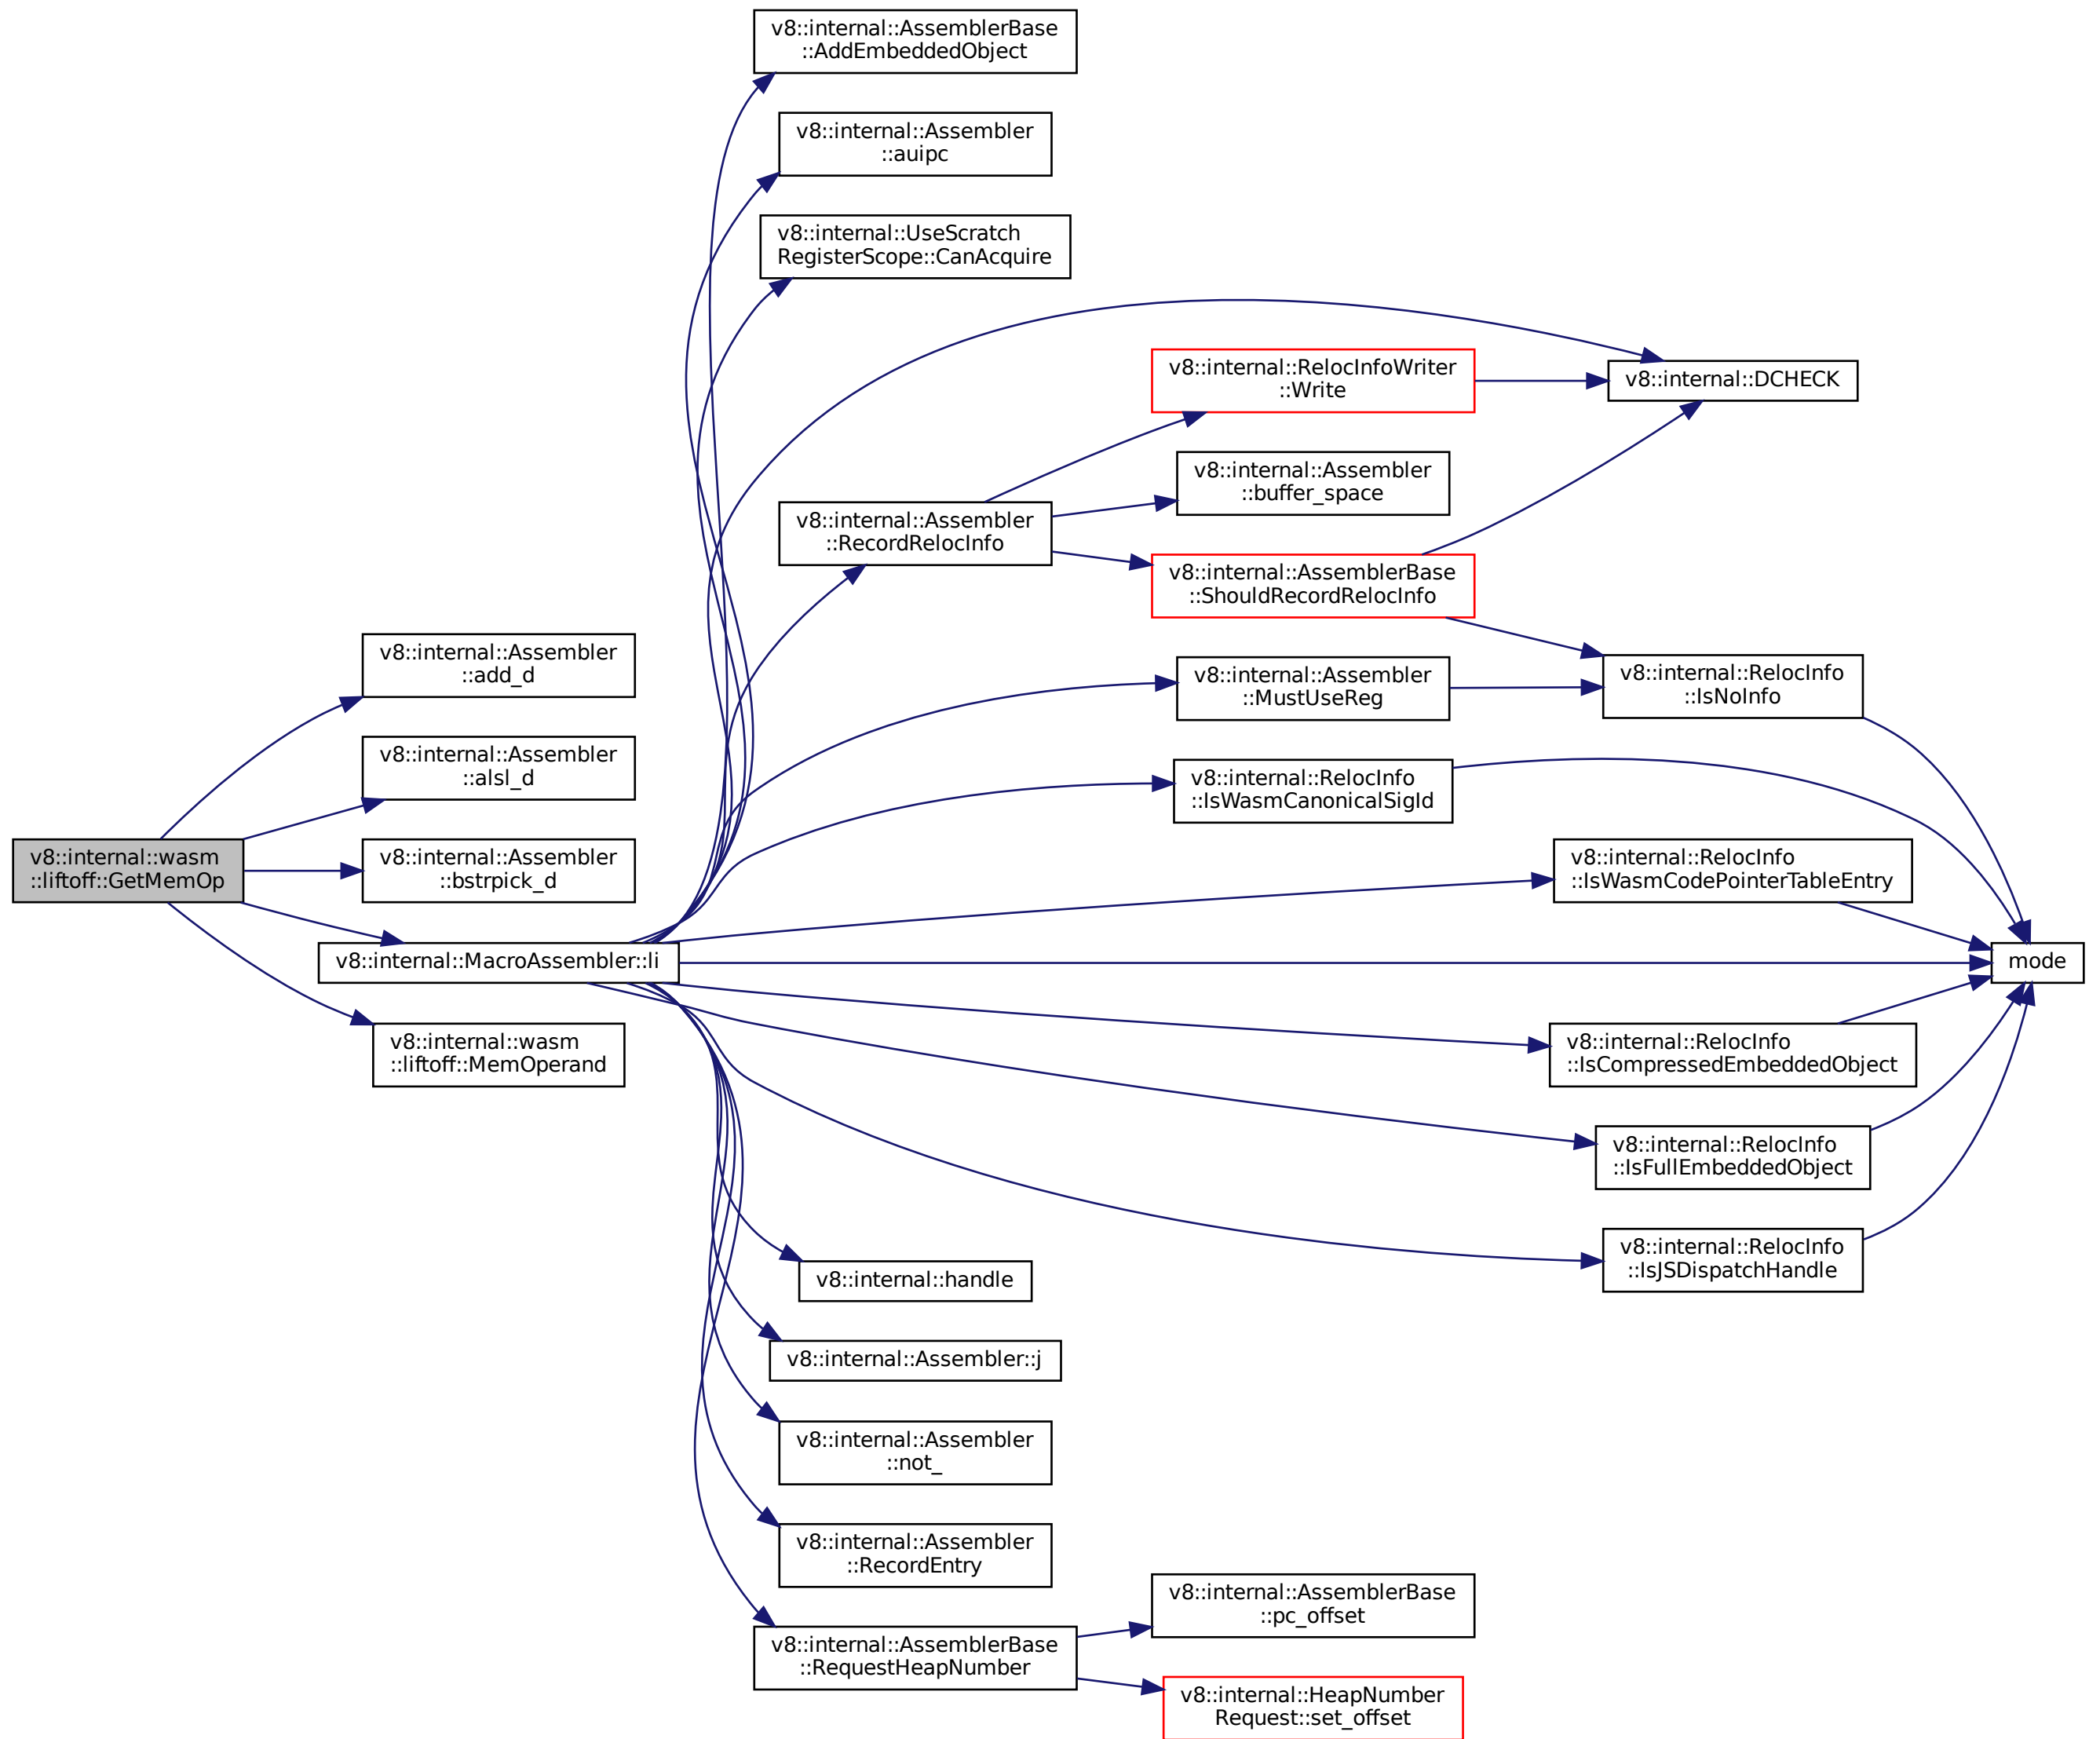 v8::internal::AssemblerBase
::AddEmbeddedObject
v8::internal::Assembler
::auipc
v8::internal::UseScratch
RegisterScope::CanAcquire
v8::internal::RelocInfoWriter
::Write
v8::internal::DCHECK
v8::internal::Assembler
::buffer_space
v8::internal::Assembler
::RecordRelocInfo
v8::internal::AssemblerBase
::ShouldRecordRelocInfo
v8::internal::Assembler
::add_d
v8::internal::Assembler
::MustUseReg
v8::internal::RelocInfo
::IsNoInfo
v8::internal::Assembler
::alsl_d
v8::internal::RelocInfo
::IsWasmCanonicalSigId
v8::internal::wasm
::liftoff::GetMemOp
v8::internal::Assembler
::bstrpick_d
v8::internal::RelocInfo
::IsWasmCodePointerTableEntry
v8::internal::MacroAssembler::li
mode
v8::internal::wasm
::liftoff::MemOperand
v8::internal::RelocInfo
::IsCompressedEmbeddedObject
v8::internal::RelocInfo
::IsFullEmbeddedObject
v8::internal::handle
v8::internal::RelocInfo
::IsJSDispatchHandle
v8::internal::Assembler::j
v8::internal::Assembler
::not_
v8::internal::Assembler
::RecordEntry
v8::internal::AssemblerBase
::pc_offset
v8::internal::AssemblerBase
::RequestHeapNumber
v8::internal::HeapNumber
Request::set_offset